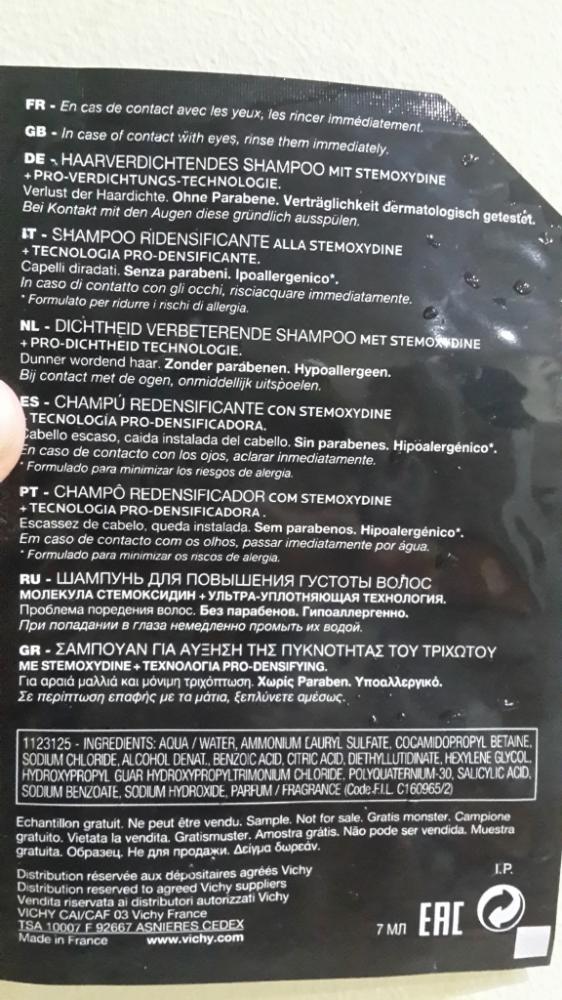 FR - En cas de contact avec les yeux, les rincer immédiatement.
GB - In case of contact with eyes, rinse them immediately.
DE - HAARVERDICHTENDES SHAMPOO MIT STEMOXYDINE
+PRO-VERDICHTUNGS-TECHNOLOGIE.
Verlust der Haardichte. Ohne Parabene. Verträglichkeit dermatologisch getestet.
Bei Kontakt mit den Augen diese gründlich ausspülen.
IT - SHAMPOO RIDENSIFICANTE ALLA STEMOXYDINE
+ TECNOLOGIA PRO-DENSIFICANTE.
Capelli diradati. Senza parabeni. Ipoallergenico*.
In caso di contatto con gli occhi, risciacquare immediatamente.
* Formulato per ridurre i rischi di allergia.
NL - DICHTHEID VERBETERENDE SHAMPOO MET STEMOXYDINE
+ PRO-DICHTHEID TECHNOLOGIE.
Dunner wordend haar. Zonder parabenen. Hypoallergeen.
Bij contact met de ogen, onmiddellijk uitspoelen.
ES - CHAMPÚ REDENSIFICANTE CON STEMOXYDINE
TECNOLOGÍA PRO-DENSIFICADORA.
Cabello escaso, caida instalada del cabello. Sin parabenes. Hipoalergénico*.
En caso de contacto con los ojos, aclarar inmediatamente.
* Formulado para minimizar los riesgos de alergia.
PT - CHAMPÔ REDENSIFICADOR COM STEMOXYDINE
+ TECNOLOGIA PRO-DENSIFICADORA.
Escassez de cabelo, queda instalada. Sem parabenos. Hipoalergénico*.
Em caso de contacto com os olhos, passar imediatamente por água.
* Formulado para minimizar os riscos de alergia.
RU - ШАМПУНЬ ДЛЯ ПОВЫШЕНИЯ ГУСТОТЫ ВОЛОС
МОЛЕКУЛА СТЕМОКСИДИН + УЛЬТРА-УПЛОТНЯЮЩАЯ ТЕХНОЛОГИЯ.
Проблема поредения волос. Без парабенов. Гипоаллергенно.
При попадании в глаза немедленно промыть их водой.
GR - ΣΑΜΠΟΥΑΝ ΓΙΑ ΑΥΞΗΣΗ ΤΗΣ ΠΥΚΝΟΤΗΤΑΣ ΤΟΥ ΤΡΙΧΩΤΟΥ
ΜΕ STEMOXYDINE + ΤΕΧΝΟΛΟΓΙΑ PRO-DENSIFYING.
Για αραιά μαλλιά και μόνιμη τριχόπτωση. Χωρίς Paraben. Υποαλλεργικό.
Σε περίπτωση επαφής με τα μάτια, ξεπλύνετε αμέσως.
1123125 - INGREDIENTS: AQUA / WATER, AMMONIUM LAURYL SULFATE, COCAMIDOPROPYL BETAINE,
SODIUM CHLORIDE, ALCOHOL DENAT., BENZOIC ACID, CITRIC ACID, DIETHYLLUTIDINATE, HEXYLENE GLYCOL,
HYDROXYPROPYL GUAR HYDROXYPROPYLTRIMONIUM CHLORIDE, POLYQUATERNIUM-30, SALICYLIC ACID,
SODIUM BENZOATE, SODIUM HYDROXIDE, PARFUM / FRAGRANCE (Code F.I.L. C160965/2)
Echantillon gratuit. Ne peut être vendu. Sample. Not for sale. Gratis monster. Campione
gratuito. Vietata la vendita. Gratismuster. Amostra grátis. Não pode ser vendida. Muestra
gratuita. Образец. Не для продажи. Δείγμα δωρεάν.
Distribution réservée aux dépositaires agréés Vichy
Distribution reserved to agreed Vichy suppliers
Vendita riservata ai distributori autorizzati Vichy
VICHY CAI/CAF 03 Vichy France
TSA 10007 F 92667 ASNIERES CEDEX
Made in France www.vichy.com
I.P.
7 МЛ EAC